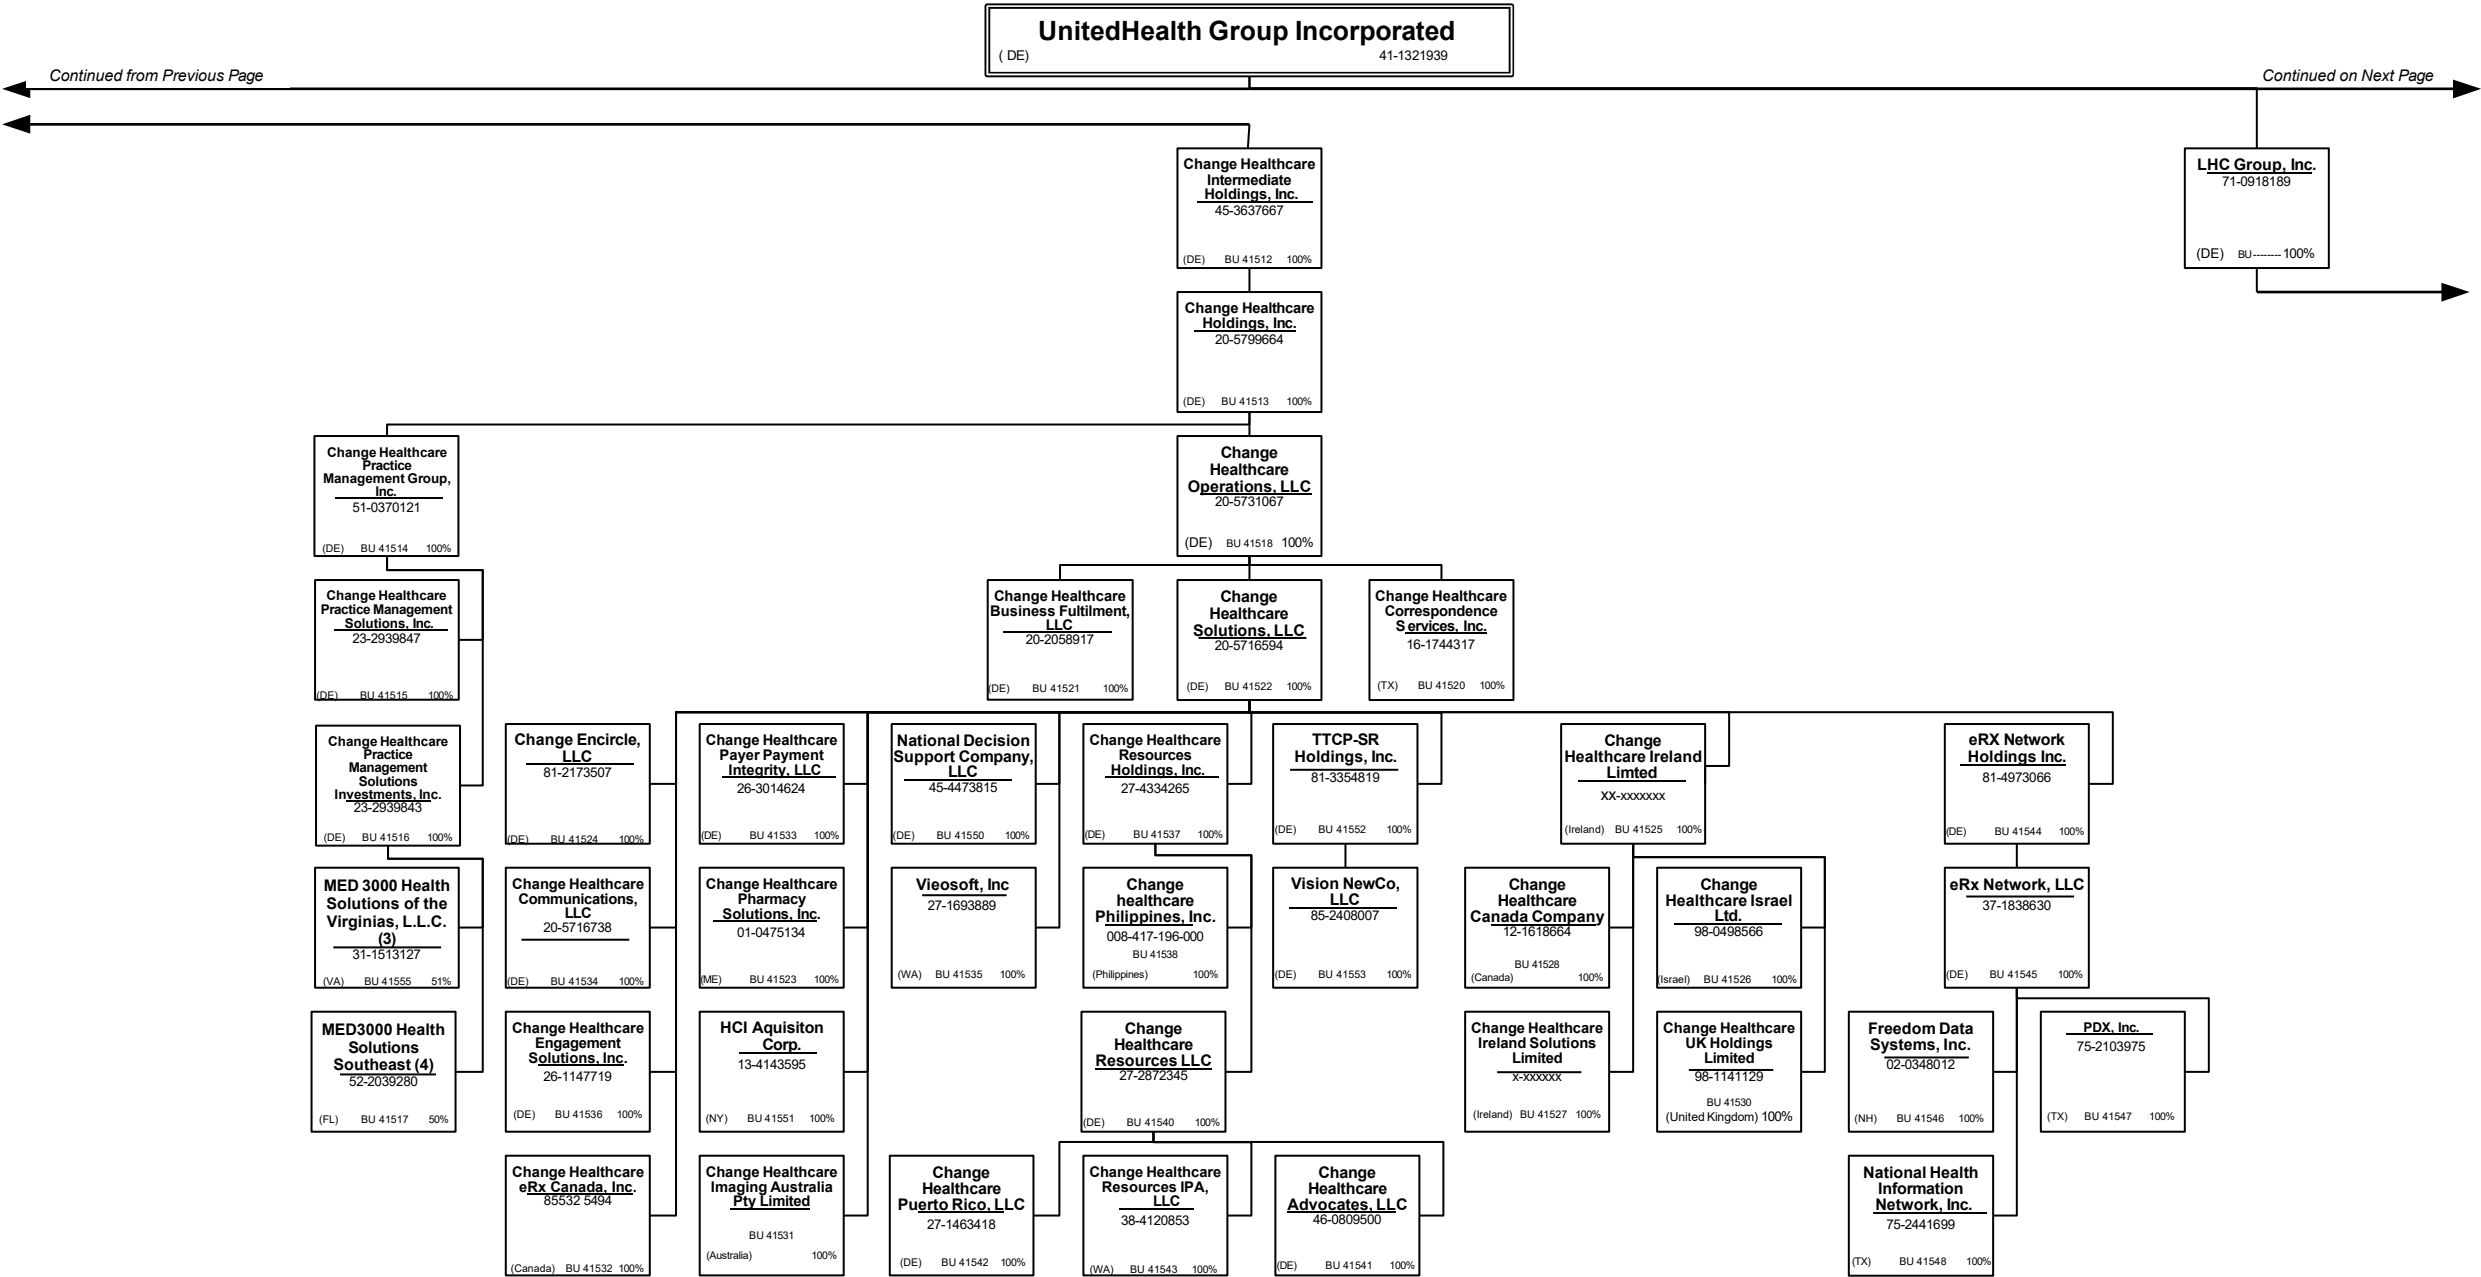 UnitedHealth Group Incorporated
( DE) 41-1321939
Continued from Previous Page
Continued on Next Page
Change Healthcare
Intermediate
Holdings, Inc.
45-3637667
(DE) BU 41512 100%
LHC Group, Inc.
71-0918189
(DE) BU-------- 100%
Change Healthcare
Holdings, Inc.
20-5799664
(DE) BU 41513 100%
Change Healthcare
Practice
Management Group,
Inc.
51-0370121
(DE) BU 41514 100%
Change
Healthcare
Operations, LLC
20-5731067
(DE) BU 41518 100%
Change Healthcare
Practice Management
Solutions, Inc.
23-2939847
(DE) BU 41515 100%
Change Healthcare
Business Fultilment,
LLC
20-2058917
(DE) BU 41521 100%
Change
Healthcare
Solutions, LLC
20-5716594
(DE) BU 41522 100%
Change Healthcare
Correspondence
Services, Inc.
16-1744317
(TX) BU 41520 100%
Change Healthcare
Practice
Management
Solutions
Investments, Inc.
23-2939843
(DE) BU 41516 100%
Change Encircle,
LLC
81-2173507
(DE) BU 41524 100%
Change Healthcare
Payer Payment
Integrity, LLC
26-3014624
(DE) BU 41533 100%
National Decision
Support Company,
LLC
45-4473815
(DE) BU 41550 100%
Change Healthcare
Resources
Holdings, Inc.
27-4334265
(DE) BU 41537 100%
TTCP-SR
Holdings, Inc.
81-3354819
(DE) BU 41552 100%
Change
Healthcare Ireland
Limted
XX-xxxxxxx
(Ireland) BU 41525 100%
eRX Network
Holdings Inc.
81-4973066
(DE) BU 41544 100%
MED 3000 Health
Solutions of the
Virginias, L.L.C.
(3)
31-1513127
(VA) BU 41555 51%
Change Healthcare
Communications,
LLC
20-5716738
(DE) BU 41534 100%
Change Healthcare
Pharmacy
Solutions, Inc.
01-0475134
(ME) BU 41523 100%
Vieosoft, Inc
27-1693889
(WA) BU 41535 100%
Change
healthcare
Philippines, Inc.
008-417-196-000
BU 41538
(Philippines) 100%
Vision NewCo,
LLC
85-2408007
(DE) BU 41553 100%
Change
Healthcare
Canada Company
12-1618664
BU 41528
(Canada) 100%
Change
Healthcare Israel
Ltd.
98-0498566
(Israel) BU 41526 100%
eRx Network, LLC
37-1838630
(DE) BU 41545 100%
MED3000 Health
Solutions
Southeast (4)
52-2039280
(FL) BU 41517 50%
Change Healthcare
Engagement
Solutions, Inc.
26-1147719
(DE) BU 41536 100%
HCI Aquisiton
Corp.
13-4143595
(NY) BU 41551 100%
Change
Healthcare
Resources LLC
27-2872345
(DE) BU 41540 100%
Change Healthcare
Ireland Solutions
Limited
x-xxxxxx
(Ireland) BU 41527 100%
Change Healthcare
UK Holdings
Limited
98-1141129
BU 41530
(United Kingdom) 100%
Freedom Data
Systems, Inc.
02-0348012
(NH) BU 41546 100%
PDX, Inc.
75-2103975
(TX) BU 41547 100%
Change Healthcare
eRx Canada, Inc.
85532 5494
(Canada) BU 41532 100%
Change Healthcare
Imaging Australia
Pty Limited
BU 41531
(Australia) 100%
Change
Healthcare
Puerto Rico, LLC
27-1463418
(DE) BU 41542 100%
Change Healthcare
Resources IPA,
LLC
38-4120853
(WA) BU 41543 100%
Change
Healthcare
Advocates, LLC
46-0809500
(DE) BU 41541 100%
National Health
Information
Network, Inc.
75-2441699
(TX) BU 41548 100%